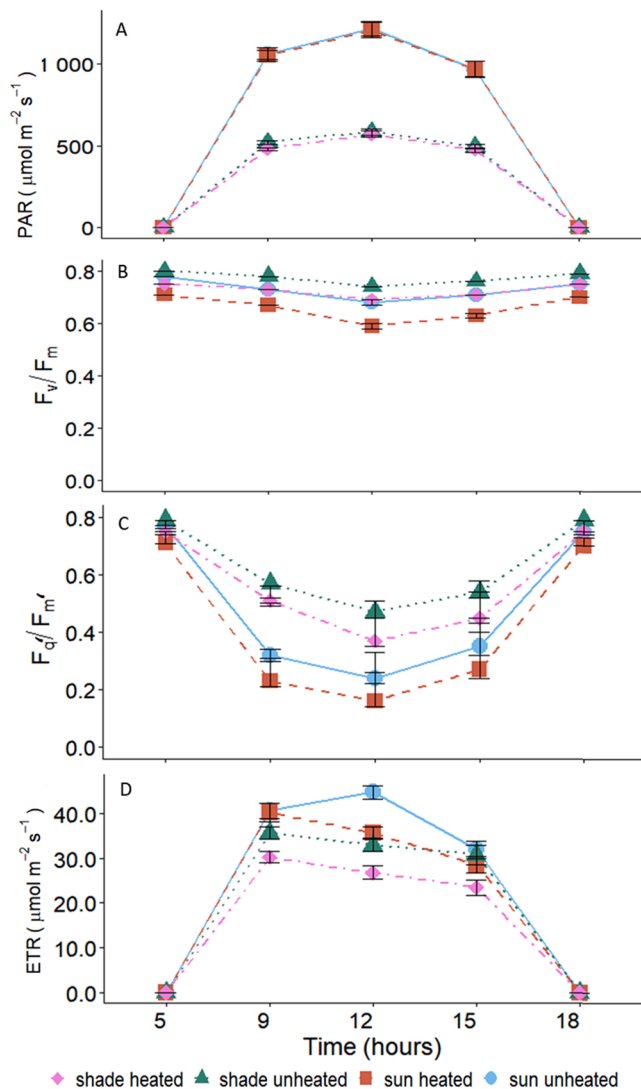 A
PAR ( μmol m⁻² s⁻¹ )
1 000
500
0
B
Fᵥ/ Fₘ
0.8
0.6
0.4
0.2
0.0
C
F_q'/ F_m'
0.8
0.6
0.4
0.2
0.0
D
ETR ( μmol m⁻² s⁻¹ )
40.0
30.0
20.0
10.0
0.0
5 9 12 15 18
Time (hours)
shade heated shade unheated sun heated sun unheated